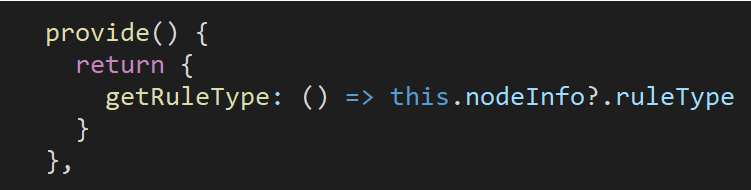 provide() {
return {
getRuleType: () => this.nodeInfo?.ruleType
}
},